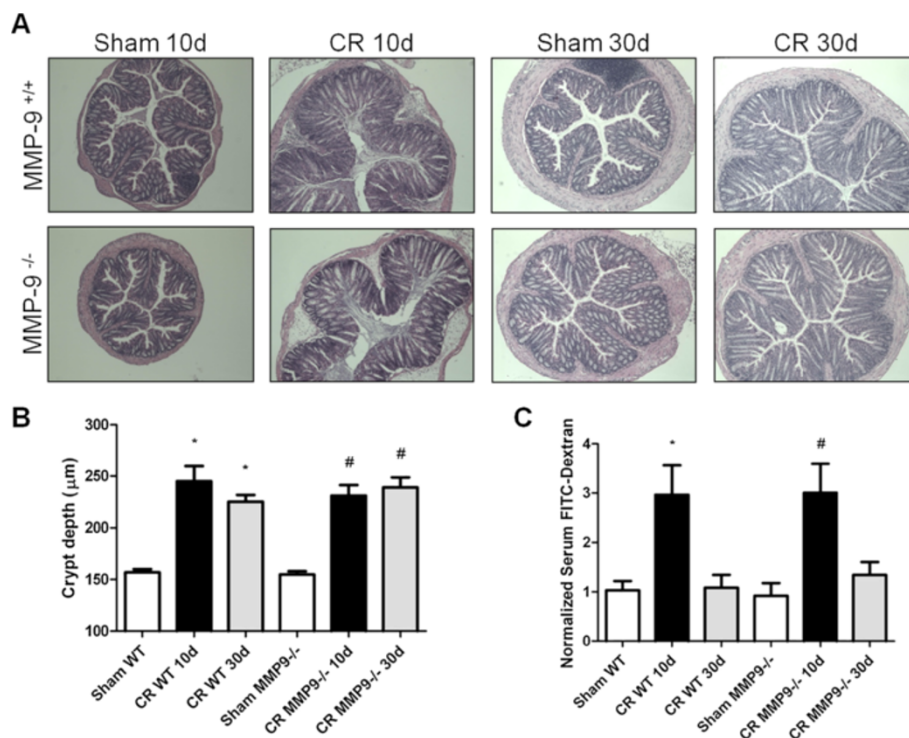 A
Sham 10d
CR 10d
Sham 30d
CR 30d
MMP-9 +/+
MMP-9 -/-
B
Crypt depth (µm)
300
250
200
150
100
*
*
#
#
Sham WT
CR WT 10d
CR WT 30d
Sham MMP9-/-
CR MMP9-/- 10d
CR MMP9-/- 30d
C
Normalized Serum FITC-Dextran
4
3
2
1
0
*
#
Sham WT
CR WT 10d
CR WT 30d
Sham MMP9-/-
CR MMP9-/- 10d
CR MMP9-/- 30d